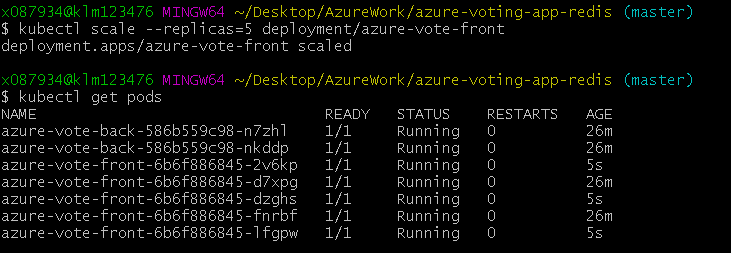 x087934@klm123476 MINGW64 ~/Desktop/AzureWork/azure-voting-app-redis (master)
$ kubectl scale --replicas=5 deployment/azure-vote-front
deployment.apps/azure-vote-front scaled
x087934@klm123476 MINGW64 ~/Desktop/AzureWork/azure-voting-app-redis (master)
$ kubectl get pods
NAME READY STATUS RESTARTS AGE
azure-vote-back-586b559c98-n7zhl 1/1 Running 0 26m
azure-vote-back-586b559c98-nkddp 1/1 Running 0 26m
azure-vote-front-6b6f886845-2v6kp 1/1 Running 0 5s
azure-vote-front-6b6f886845-d7xpg 1/1 Running 0 26m
azure-vote-front-6b6f886845-dzghs 1/1 Running 0 5s
azure-vote-front-6b6f886845-fnrbf 1/1 Running 0 26m
azure-vote-front-6b6f886845-lfgpw 1/1 Running 0 5s